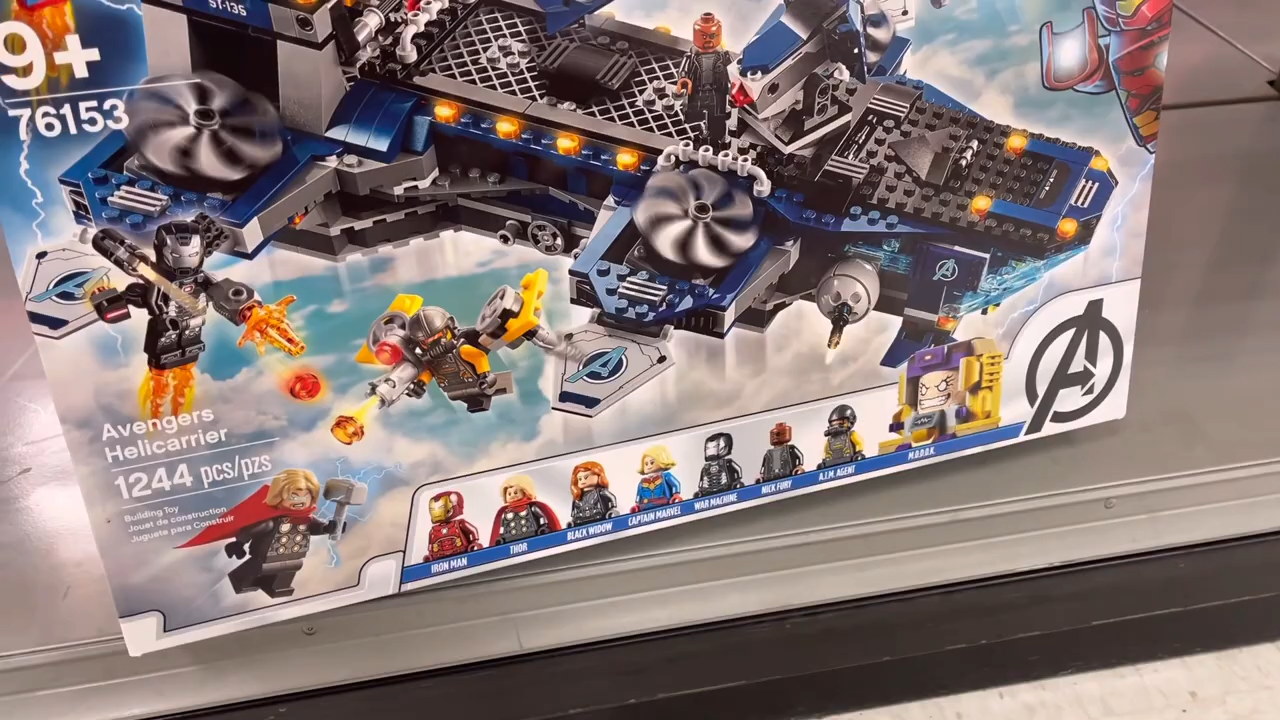 ST-13S
9+
76153
Avengers
Helicarrier
1244 pcs/pzs
Building Toy
Jouet de construction
Juguete para Construir
IRON MAN
THOR
BLACK WIDOW
CAPTAIN MARVEL
WAR MACHINE
NICK FURY
A.I.M. AGENT
M.O.D.O.K.